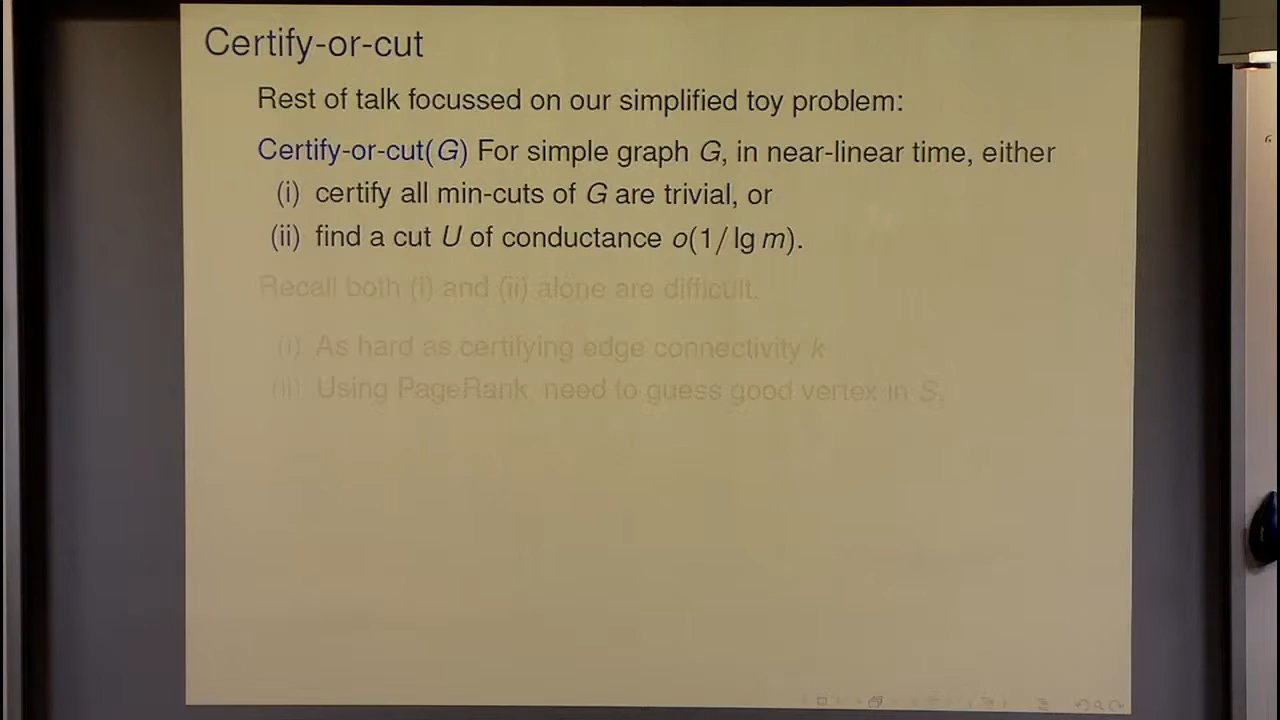 Certify-or-cut
Rest of talk focussed on our simplified toy problem:
Certify-or-cut(G) For simple graph G, in near-linear time, either
(i) certify all min-cuts of G are trivial, or
(ii) find a cut U of conductance o(1/ lg m).
Recall both (i) and (ii) alone are difficult.
(i) As hard as certifying edge connectivity k
(ii) Using PageRank need to guess good vertex in S.